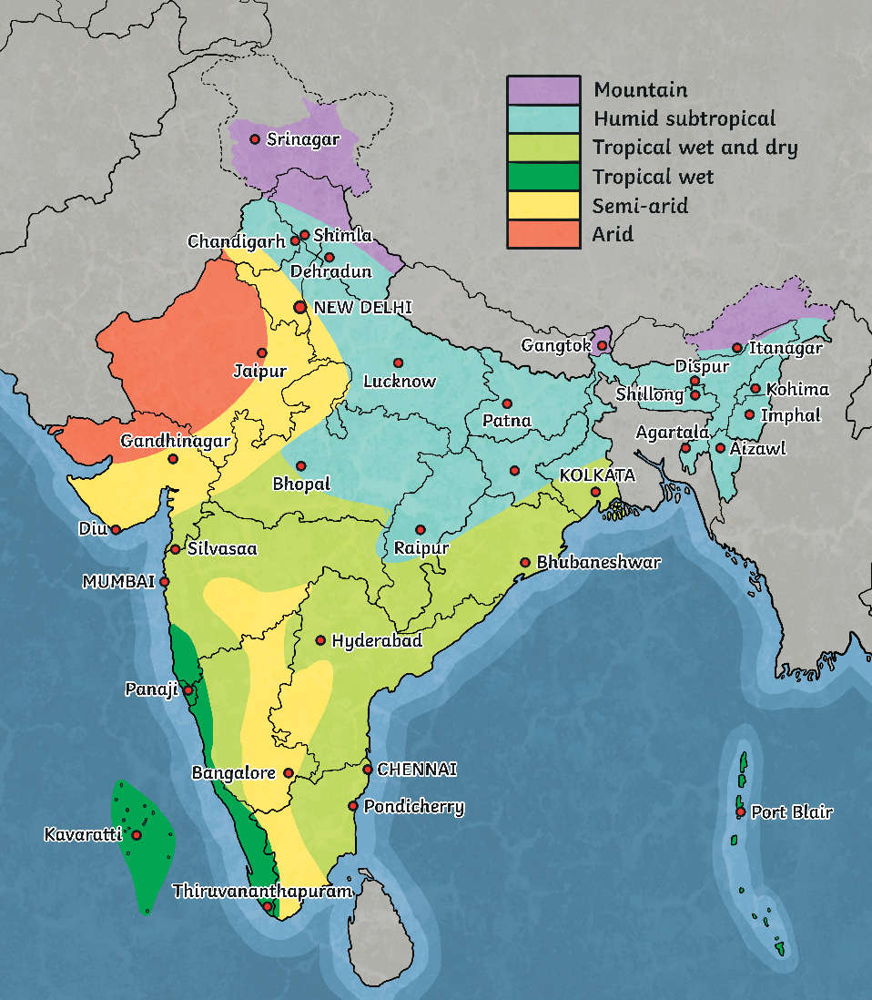 Mountain
Humid subtropical
Tropical wet and dry
Tropical wet
Semi-arid
Arid
Srinagar
Shimla
Chandigarh
Dehradun
NEW DELHI
Jaipur
Lucknow
Gangtok
Itanagar
Dispur
Kohima
Shillong
Imphal
Patna
Agartala
Aizawl
Gandhinagar
Bhopal
KOLKATA
Diu
Silvasaa
Raipur
Bhubaneshwar
MUMBAI
Hyderabad
Panaji
Bangalore
CHENNAI
Pondicherry
Port Blair
Kavaratti
Thiruvananthapuram